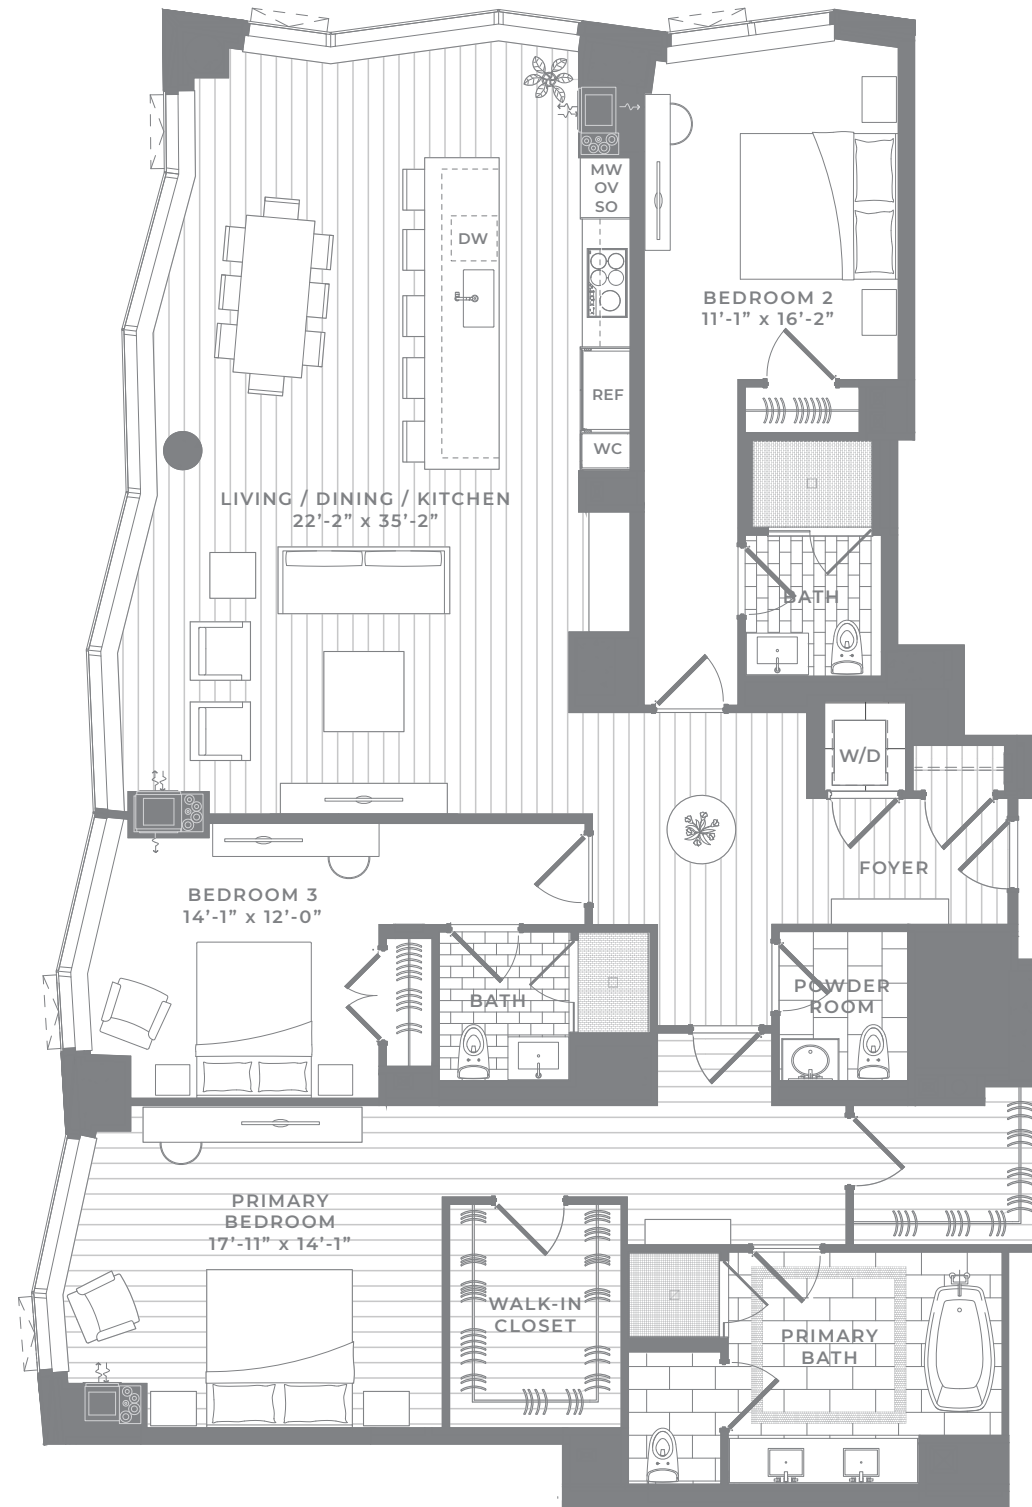 MW
OV
SO
DW
BEDROOM 2
11’-1” x 16’-2”
REF
WC
LIVING / DINING / KITCHEN
22’-2” x 35’-2”
BATH
W/D
FOYER
BEDROOM 3
14’-1” x 12’-0”
BATH
POWDER
ROOM
PRIMARY
BEDROOM
17’-11” x 14’-1”
WALK-IN
CLOSET
PRIMARY
BATH